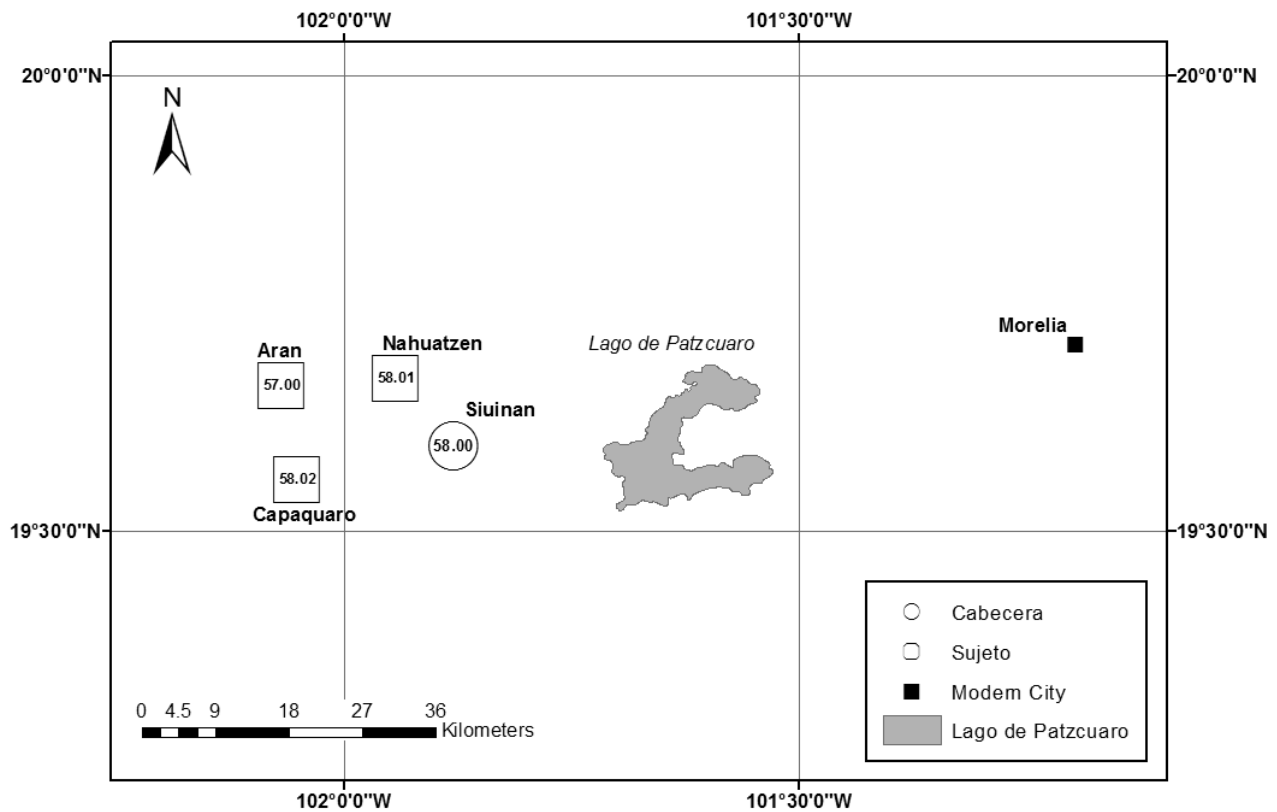 102°0'0"W 101°30'0"W
20°0'0"N 20°0'0"N
N
Morelia
Nahuatzen Lago de Patzcuaro
Aran
58.01
57.00
Siuinan
58.00
58.02
Capaquaro
19°30'0"N 19°30'0"N
Cabecera
Sujeto
Modem City
Lago de Patzcuaro
0 4.5 9 18 27 36
Kilometers
102°0'0"W 101°30'0"W